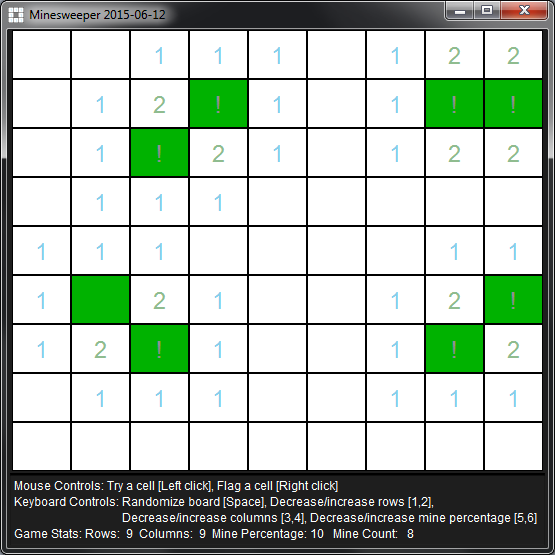 Minesweeper 2015-06-12
1 1 1 1 2 2
1 2 ! 1 1 ! !
1 ! 2 1 1 2 2
1 1 1
1 1 1 1 1
1 2 1 1 2 !
1 2 ! 1 1 ! 2
1 1 1 1 1 1
Mouse Controls: Try a cell [Left click], Flag a cell [Right click]
Keyboard Controls: Randomize board [Space], Decrease/increase rows [1,2],
Decrease/increase columns [3,4], Decrease/increase mine percentage [5,6]
Game Stats: Rows: 9 Columns: 9 Mine Percentage: 10 Mine Count: 8